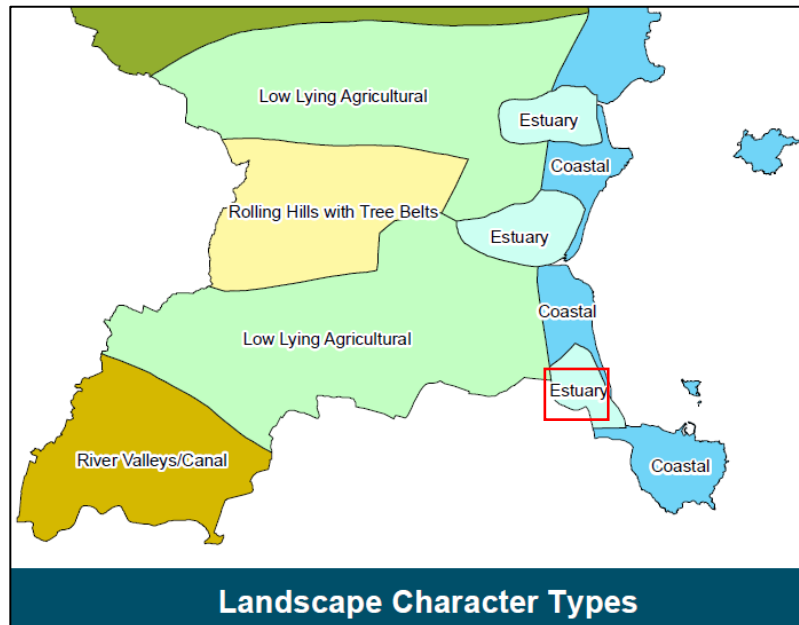 Low Lying Agricultural
Estuary
Coastal
Rolling Hills with Tree Belts
Estuary
Coastal
Low Lying Agricultural
Estuary
River Valleys/Canal
Coastal
Landscape Character Types